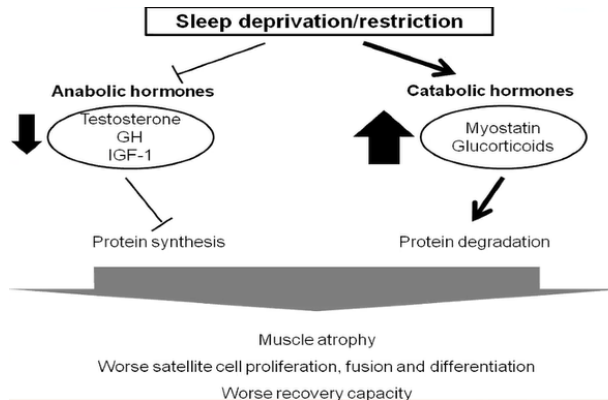 Sleep deprivation/restriction
Anabolic hormones
Catabolic hormones
Testosterone
GH
IGF-1
Myostatin
Glucorticoids
Protein synthesis
Protein degradation
Muscle atrophy
Worse satellite cell proliferation, fusion and differentiation
Worse recovery capacity